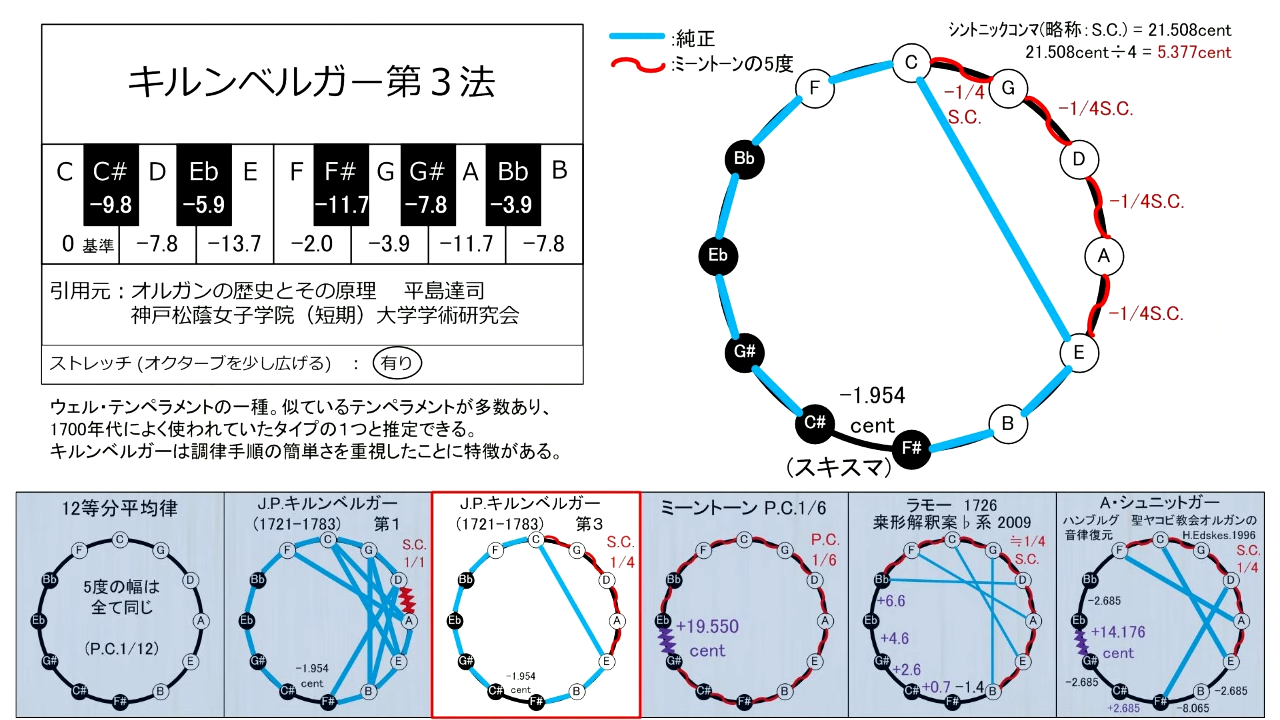 キルンベルガー第３法
C C# D Eb E F F# G G# A Bb B
-9.8 -5.9 -11.7 -7.8 -3.9
0 基準 -7.8 -13.7 -2.0 -3.9 -11.7 -7.8
引用元：オルガンの歴史とその原理　平島達司
神戸松蔭女子学院（短期）大学学術研究会
ストレッチ (オクターブを少し広げる) ： 有り
ウェル・テンペラメントの一種。似ているテンペラメントが多数あり、
1700年代によく使われていたタイプの１つと推定できる。
キルンベルガーは調律手順の簡単さを重視したことに特徴がある。
:純正
:ミーントーンの5度
シントニックコンマ(略称：S.C.) = 21.508cent
21.508cent÷4 = 5.377cent
C
G
D
A
E
B
F#
C#
G#
Eb
Bb
F
-1/4
S.C.
-1/4S.C.
-1/4S.C.
-1/4S.C.
-1.954
cent
(スキスマ)
12等分平均律
C G D A E B F# C# G# Eb Bb F
5度の幅は
全て同じ
(P.C.1/12)
J.P.キルンベルガー
(1721-1783)　第１
S.C.
1/1
C G D A E B F# C# G# Eb Bb F
-1.954
cent
J.P.キルンベルガー
(1721-1783)　第３
S.C.
1/4
C G D A E B F# C# G# Eb Bb F
-1.954
cent
ミーントーン P.C.1/6
P.C.
1/6
C G D A E B F# C# G# Eb Bb F
+19.550
cent
ラモー 1726
乗形解釈案♭系 2009
≒1/4
S.C.
C G D A E B F# C# G# Eb Bb F
+6.6
+4.6
+2.6
+0.7
-1.4
A・シュニットガー
ハンブルグ　聖ヤコビ教会オルガンの
音律復元　H.Edskes.1996
S.C.
1/4
C G D A E B F# C# G# Eb Bb F
-2.685
+14.176
cent
-2.685
+2.685
-8.065
-2.685